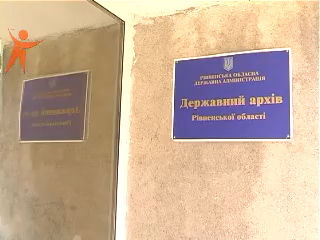 РІВНЕНСЬКА ОБЛАСНА
ДЕРЖАВНА АДМІНІСТРАЦІЯ
Державний архів
Рівненської області